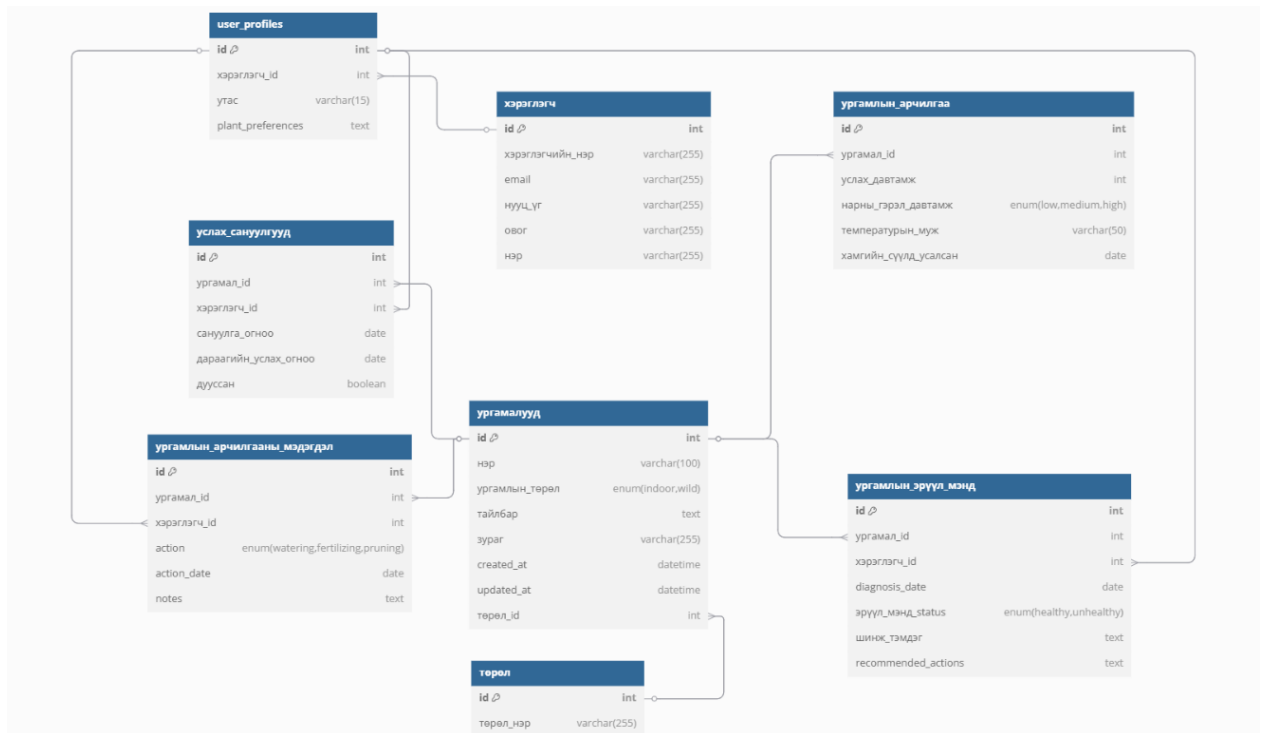 user_profiles
id int
хэрэглэгч_id int
утас varchar(15)
plant_preferences text
хэрэглэгч
id int
хэрэглэгчийн_нэр varchar(255)
email varchar(255)
нууц_үг varchar(255)
овог varchar(255)
нэр varchar(255)
ургамлын_арчилгаа
id int
ургамал_id int
услах_давтамж int
нарны_гэрэл_давтамж enum(low,medium,high)
температурын_муж varchar(50)
хамгийн_сүүлд_усалсан date
услах_сануулгууд
id int
ургамал_id int
хэрэглэгч_id int
сануулга_огноо date
дараагийн_услах_огноо date
дууссан boolean
ургамлын_арчилгааны_мэдэгдэл
id int
ургамал_id int
хэрэглэгч_id int
action enum(watering,fertilizing,pruning)
action_date date
notes text
ургамалууд
id int
нэр varchar(100)
ургамлын_төрөл enum(indoor,wild)
тайлбар text
зураг varchar(255)
created_at datetime
updated_at datetime
төрөл_id int
ургамлын_эрүүл_мэнд
id int
ургамал_id int
хэрэглэгч_id int
diagnosis_date date
эрүүл_мэнд_status enum(healthy,unhealthy)
шинж_тэмдэг text
recommended_actions text
төрөл
id int
төрөл_нэр varchar(255)